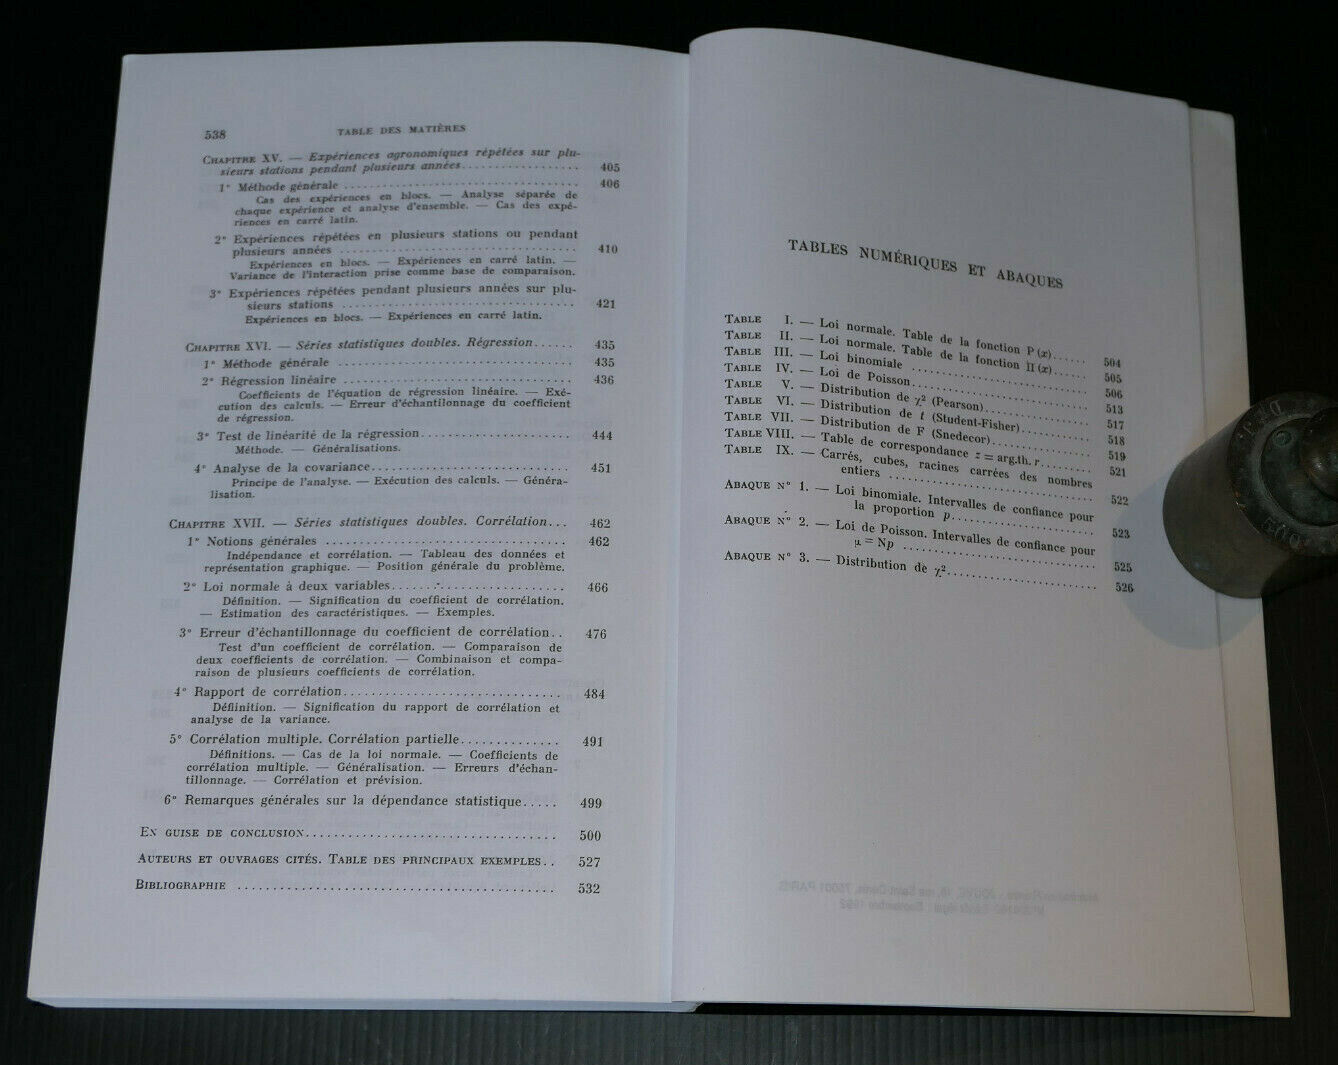 538 TABLE DES MATIÈRES
CHAPITRE XV. — Expériences agronomiques répétées sur plu-
sieurs stations pendant plusieurs années 405
1° Méthode générale 406
Cas des expériences en blocs. — Analyse séparée de
chaque expérience et analyse d'ensemble. — Cas des expé-
riences en carré latin.
2° Expériences répétées en plusieurs stations ou pendant
plusieurs années 410
Expériences en blocs. — Expériences en carré latin. —
Variance de l'interaction prise comme base de comparaison.
3° Expériences répétées pendant plusieurs années sur plu-
sieurs stations 421
Expériences en blocs. — Expériences en carré latin.
CHAPITRE XVI. — Séries statistiques doubles. Régression...... 435
1° Méthode générale 435
2° Régression linéaire 436
Coefficients de l'équation de régression linéaire. — Exé-
cution des calculs. — Erreur d'échantillonnage du coefficient
de régression.
3° Test de linéarité de la régression 444
Méthode. — Généralisations.
4° Analyse de la covariance 451
Principe de l'analyse. — Exécution des calculs. — Généra-
lisation.
CHAPITRE XVII. — Séries statistiques doubles. Corrélation... 462
1° Notions générales 462
Indépendance et corrélation. — Tableau des données et
représentation graphique. — Position générale du problème.
2° Loi normale à deux variables 466
Définition. — Signification du coefficient de corrélation.
— Estimation des caractéristiques. — Exemples.
3° Erreur d'échantillonnage du coefficient de corrélation.. 476
Test d'un coefficient de corrélation. — Comparaison de
deux coefficients de corrélation. — Combinaison et compa-
raison de plusieurs coefficients de corrélation.
4° Rapport de corrélation 484
Définition. — Signification du rapport de corrélation et
analyse de la variance.
5° Corrélation multiple. Corrélation partielle 491
Définitions. — Cas de la loi normale. — Coefficients de
corrélation multiple. — Généralisation. — Erreurs d'échan-
tillonnage. — Corrélation et prévision.
6° Remarques générales sur la dépendance statistique..... 499
EN GUISE DE CONCLUSION 500
AUTEURS ET OUVRAGES CITÉS. TABLE DES PRINCIPAUX EXEMPLES.. 527
BIBLIOGRAPHIE 532
TABLES NUMÉRIQUES ET ABAQUES
TABLE I. — Loi normale. Table de la fonction P (x)...... 504
TABLE II. — Loi normale. Table de la fonction Π (x)...... 505
TABLE III. — Loi binomiale 506
TABLE IV. — Loi de Poisson 513
TABLE V. — Distribution de χ² (Pearson) 517
TABLE VI. — Distribution de t (Student-Fisher) 518
TABLE VII. — Distribution de F (Snedecor) 519
TABLE VIII. — Table de correspondance z = arg.th. r 521
TABLE IX. — Carrés, cubes, racines carrées des nombres
entiers 522
ABAQUE N° 1. — Loi binomiale. Intervalles de confiance pour
la proportion p 523
ABAQUE N° 2. — Loi de Poisson. Intervalles de confiance pour
μ = Np 525
ABAQUE N° 3. — Distribution de χ² 526